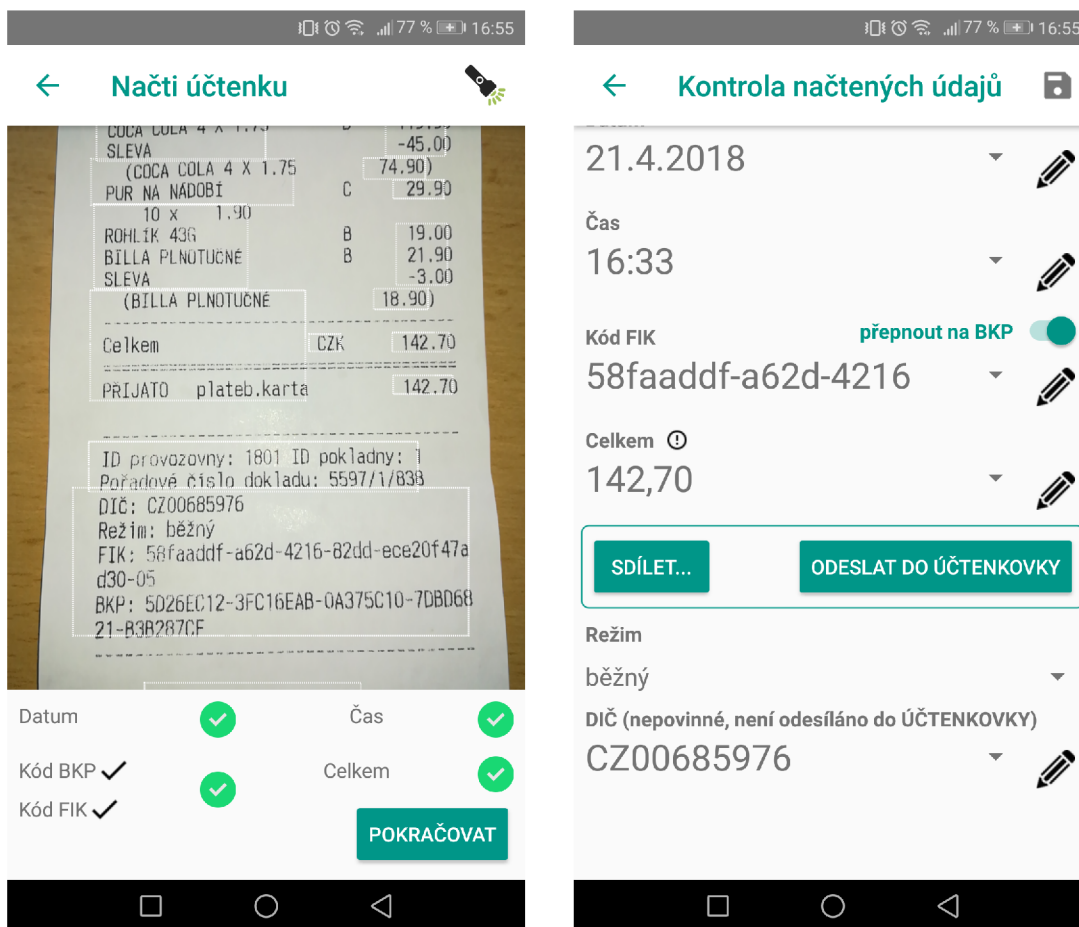 77 % 16:55
Načti účtenku
COCA COLA 4 X 1.75 B
SLEVA -45.00
(COCA COLA 4 X 1.75 74.90)
PUR NA NÁDOBÍ C 29.90
10 x 1.90
ROHLÍK 43G B 19.00
BILLA PLNOTUČNÉ B 21.90
SLEVA -3.00
(BILLA PLNOTUČNÉ 18.90)
Celkem CZK 142.70
PŘIJATO plateb.karta 142.70
ID provozovny: 1801 ID pokladny: 1
Pořadové číslo dokladu: 5597/1/838
DIČ: CZ00685976
Režim: běžný
FIK: 58faaddf-a62d-4216-82dd-ece20f47a
d30-05
BKP: 5D26EC12-3FC16EAB-0A375C10-7DBD68
21-B3B287CF
Datum
Čas
Kód BKP
Celkem
Kód FIK
POKRAČOVAT
77 % 16:55
Kontrola načtených údajů
21.4.2018
Čas
16:33
Kód FIK přepnout na BKP
58faaddf-a62d-4216
Celkem
142,70
SDÍLET... ODESLAT DO ÚČTENKOVKY
Režim
běžný
DIČ (nepovinné, není odesíláno do ÚČTENKOVKY)
CZ00685976